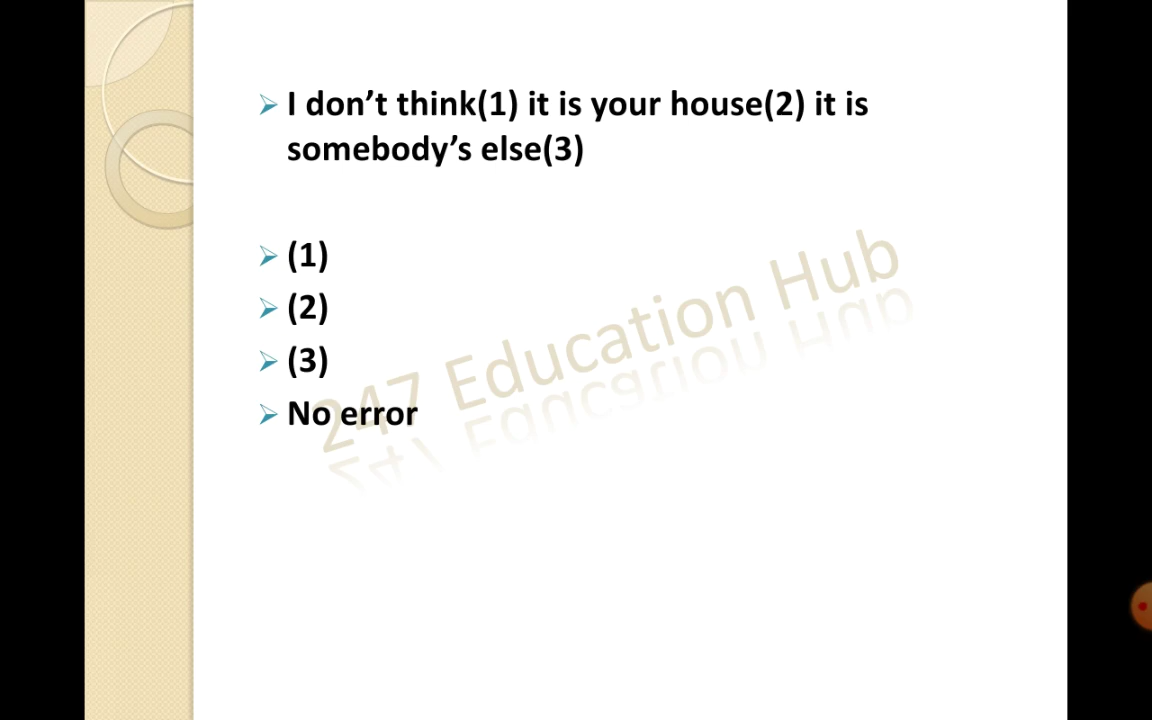 I don’t think(1) it is your house(2) it is
somebody’s else(3)
(1)
(2)
(3)
No error
247 Education Hub